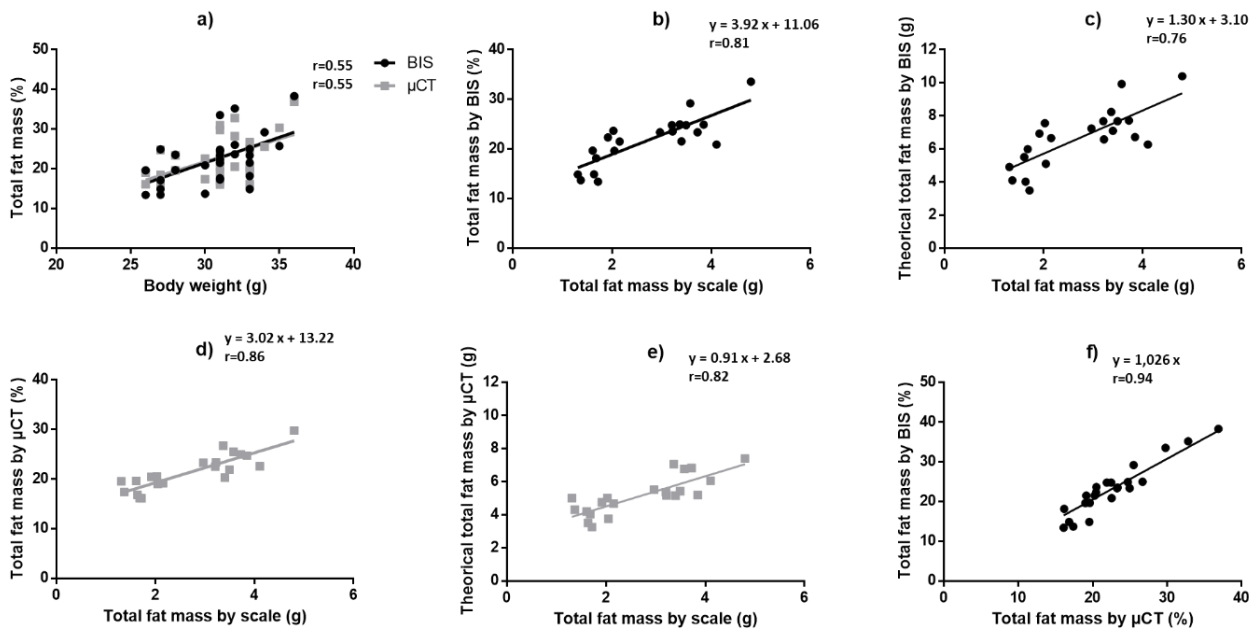 a)
r=0.55
r=0.55
BIS
µCT
Total fat mass (%)
50
40
30
20
10
0
20
25
30
35
40
Body weight (g)
b)
y = 3.92 x + 11.06
r=0.81
Total fat mass by BIS (%)
40
30
20
10
0
0
2
4
6
Total fat mass by scale (g)
c)
y = 1.30 x + 3.10
r=0.76
Theorical total fat mass by BIS (g)
12
10
8
6
4
2
0
0
2
4
6
Total fat mass by scale (g)
d)
y = 3.02 x + 13.22
r=0.86
Total fat mass by µCT (%)
40
30
20
10
0
0
2
4
6
Total fat mass by scale (g)
e)
y = 0.91 x + 2.68
r=0.82
Theorical total fat mass by µCT (g)
12
10
8
6
4
2
0
0
2
4
6
Total fat mass by scale (g)
f)
y = 1,026 x
r=0.94
Total fat mass by BIS (%)
50
40
30
20
10
0
0
10
20
30
40
Total fat mass by µCT (%)